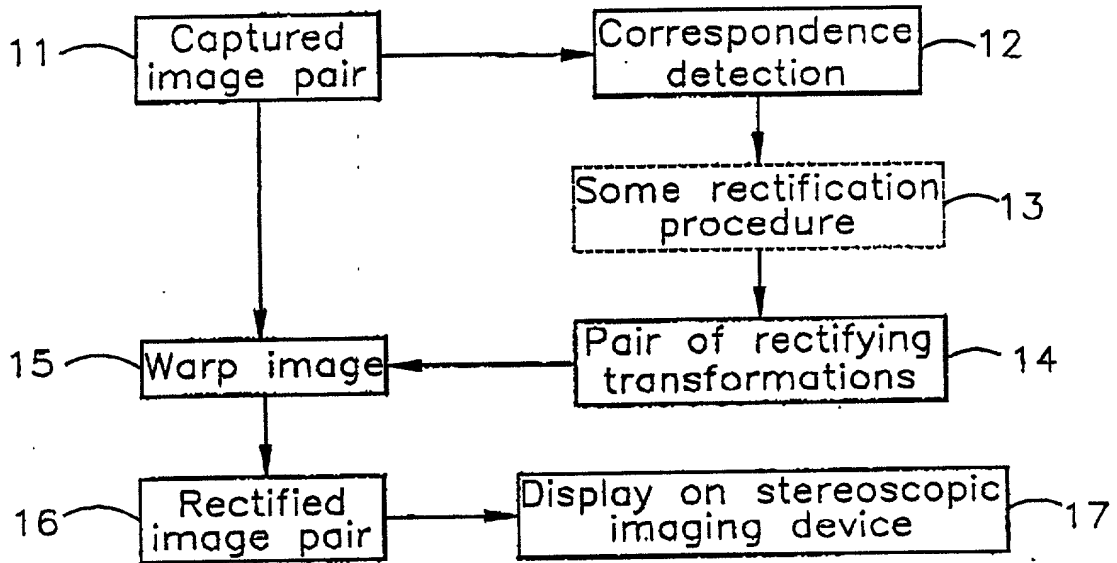 11
Captured
image pair
Correspondence
detection
12
Some rectification
procedure
13
15
Warp image
Pair of rectifying
transformations
14
16
Rectified
image pair
Display on stereoscopic
imaging device
17